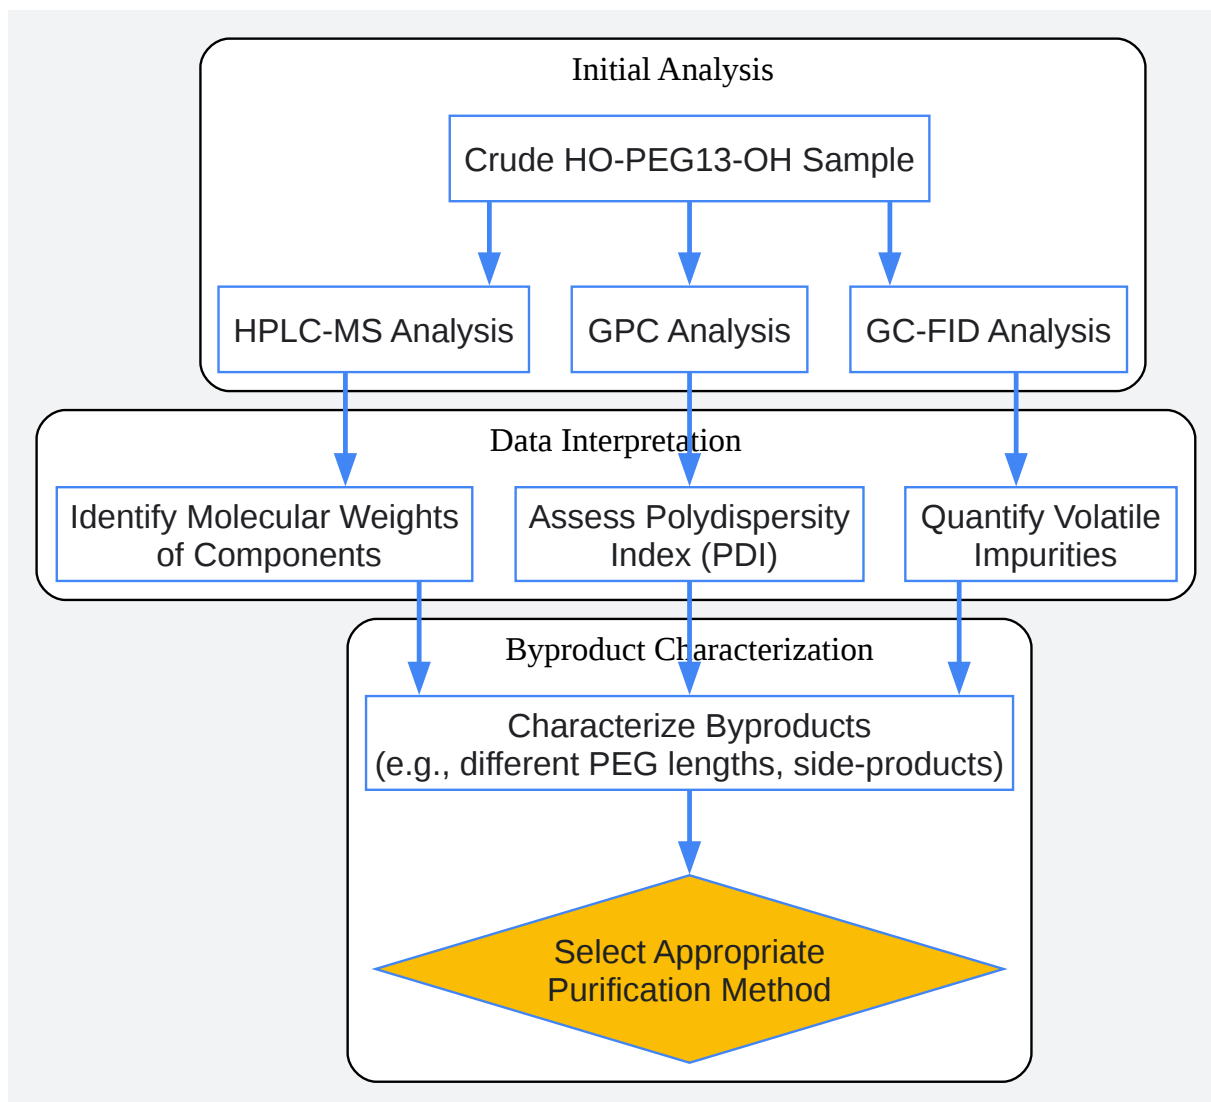 Initial Analysis
Crude HO-PEG13-OH Sample
HPLC-MS Analysis
GPC Analysis
GC-FID Analysis
Data Interpretation
Identify Molecular Weights
of Components
Assess Polydispersity
Index (PDI)
Quantify Volatile
Impurities
Byproduct Characterization
Characterize Byproducts
(e.g., different PEG lengths, side-products)
Select Appropriate
Purification Method